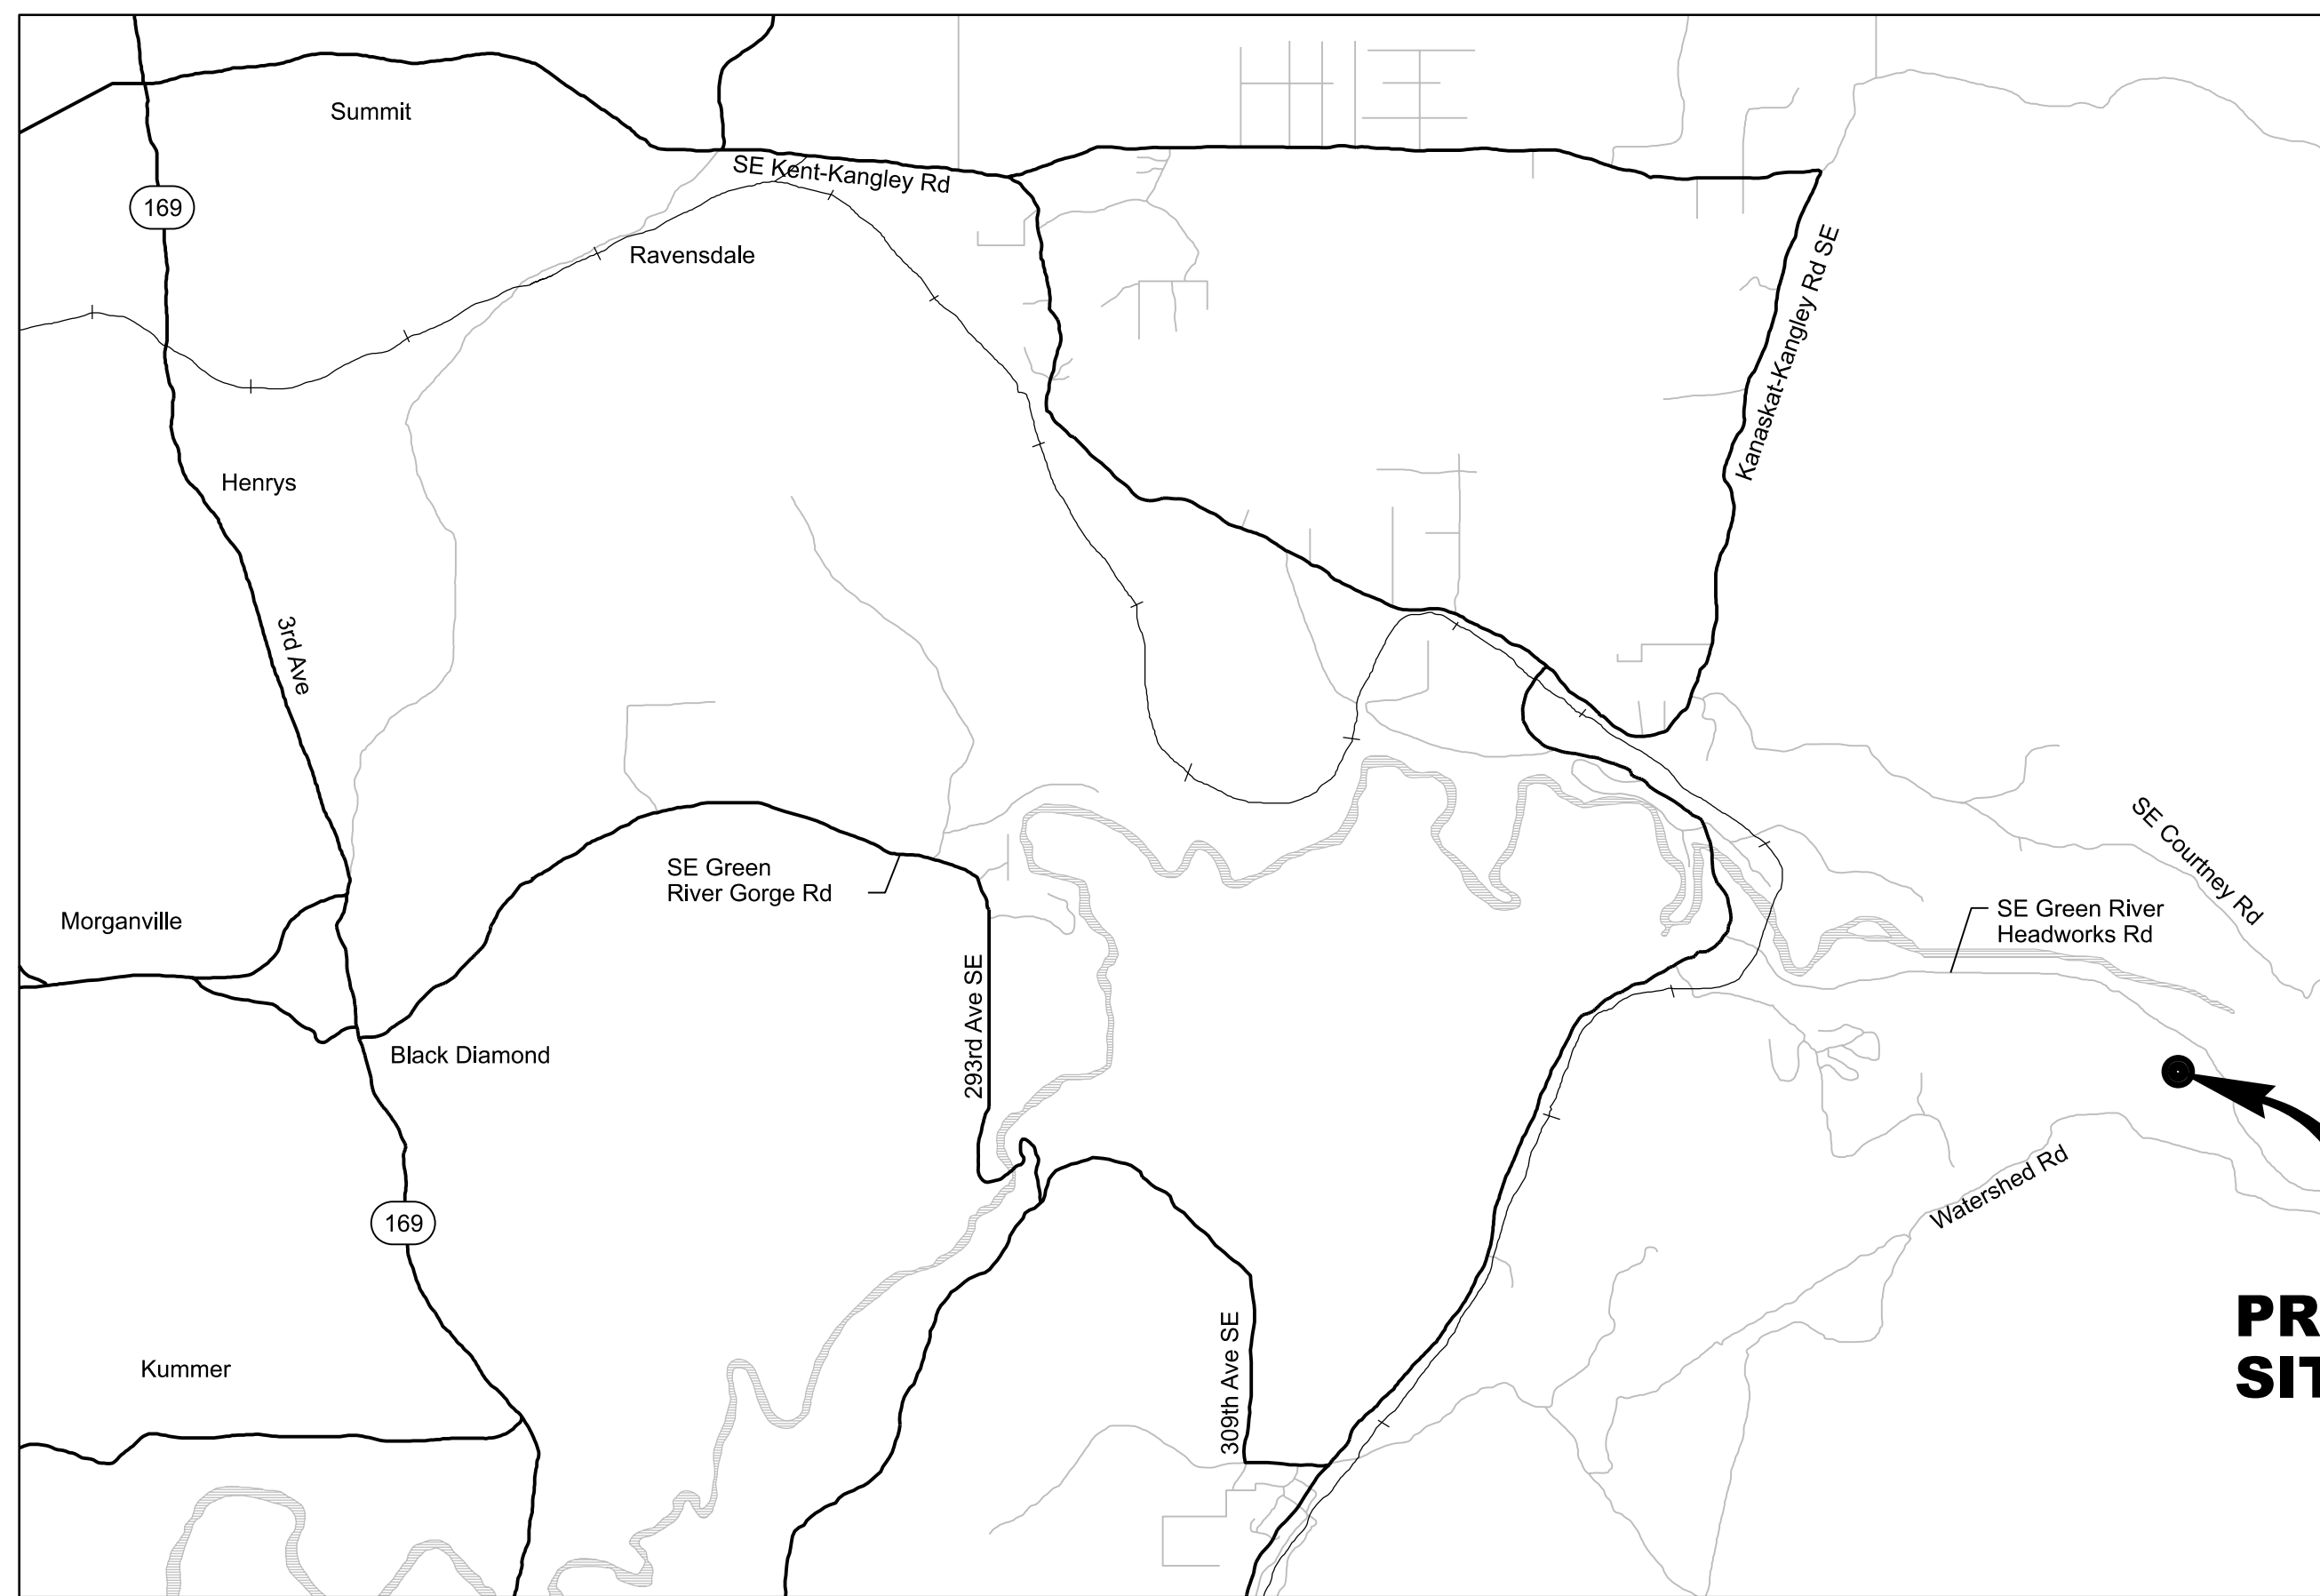 Summit
SE Kent-Kangley Rd
169
Ravensdale
Kanaskat-Kangley Rd SE
Henrys
3rd Ave
SE Courtney Rd
SE Green
River Gorge Rd
Morganville
SE Green River
Headworks Rd
293rd Ave SE
Black Diamond
Watershed Rd
169
PR
SIT
309th Ave SE
Kummer